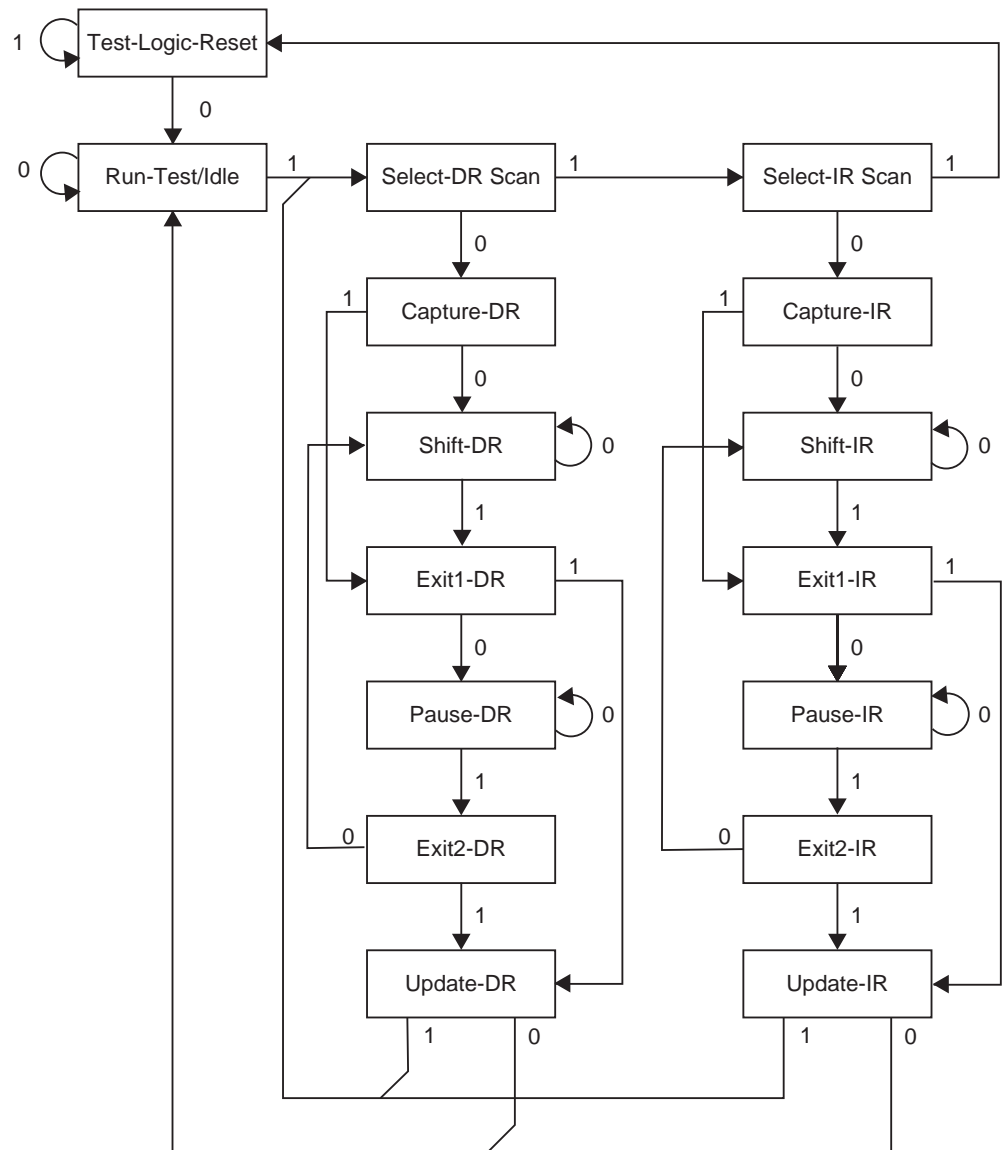 1 Test-Logic-Reset
0
0 Run-Test/Idle 1 Select-DR Scan 1 Select-IR Scan 1
0 0
1 Capture-DR 1 Capture-IR
0 0
Shift-DR 0 Shift-IR 0
1 1
Exit1-DR 1 Exit1-IR 1
0 0
Pause-DR 0 Pause-IR 0
1 1
0 Exit2-DR 0 Exit2-IR
1 1
Update-DR Update-IR
1 0 1 0